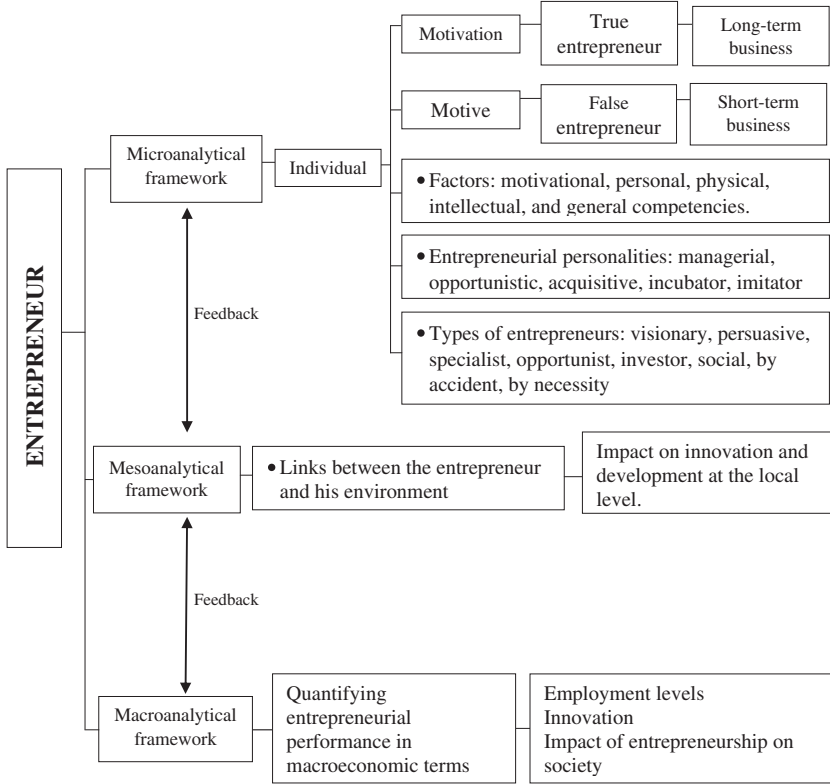 ENTREPRENEUR
Microanalytical
framework
Individual
Motivation
True
entrepreneur
Long-term
business
Motive
False
entrepreneur
Short-term
business
• Factors: motivational, personal, physical,
intellectual, and general competencies.
• Entrepreneurial personalities: managerial,
opportunistic, acquisitive, incubator, imitator
• Types of entrepreneurs: visionary, persuasive,
specialist, opportunist, investor, social, by
accident, by necessity
Feedback
Mesoanalytical
framework
• Links between the entrepreneur
and his environment
Impact on innovation and
development at the local
level.
Feedback
Macroanalytical
framework
Quantifying
entrepreneurial
performance in
macroeconomic terms
Employment levels
Innovation
Impact of entrepreneurship on
society